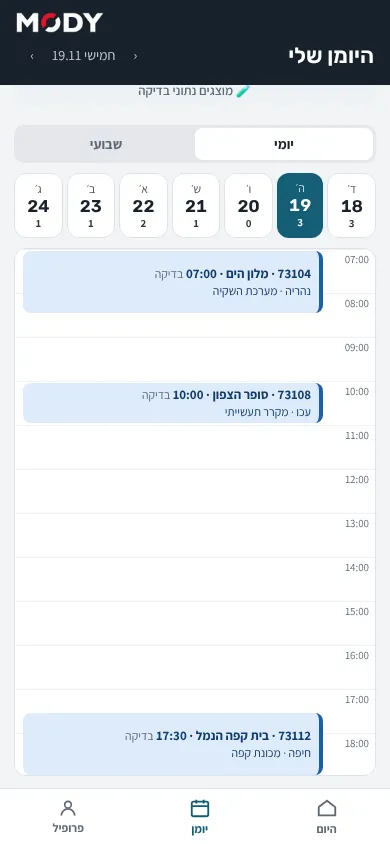 MODY
היומן שלי
‹ חמישי 19.11 ›
🧪 מוצגים נתוני בדיקה
יומי
שבועי
ד׳ 18 3
ה׳ 19 3
ו׳ 20 0
ש׳ 21 1
א׳ 22 2
ב׳ 23 1
ג׳ 24 1
07:00
73104 · מלון הים · 07:00 בדיקה
נהריה · מערכת השקיה
08:00
09:00
10:00
73108 · סופר הצפון · 10:00 בדיקה
עכו · מקרר תעשייתי
11:00
12:00
13:00
14:00
15:00
16:00
17:00
73112 · בית קפה הנמל · 17:30 בדיקה
18:00
חיפה · מכונת קפה
היום
יומן
פרופיל